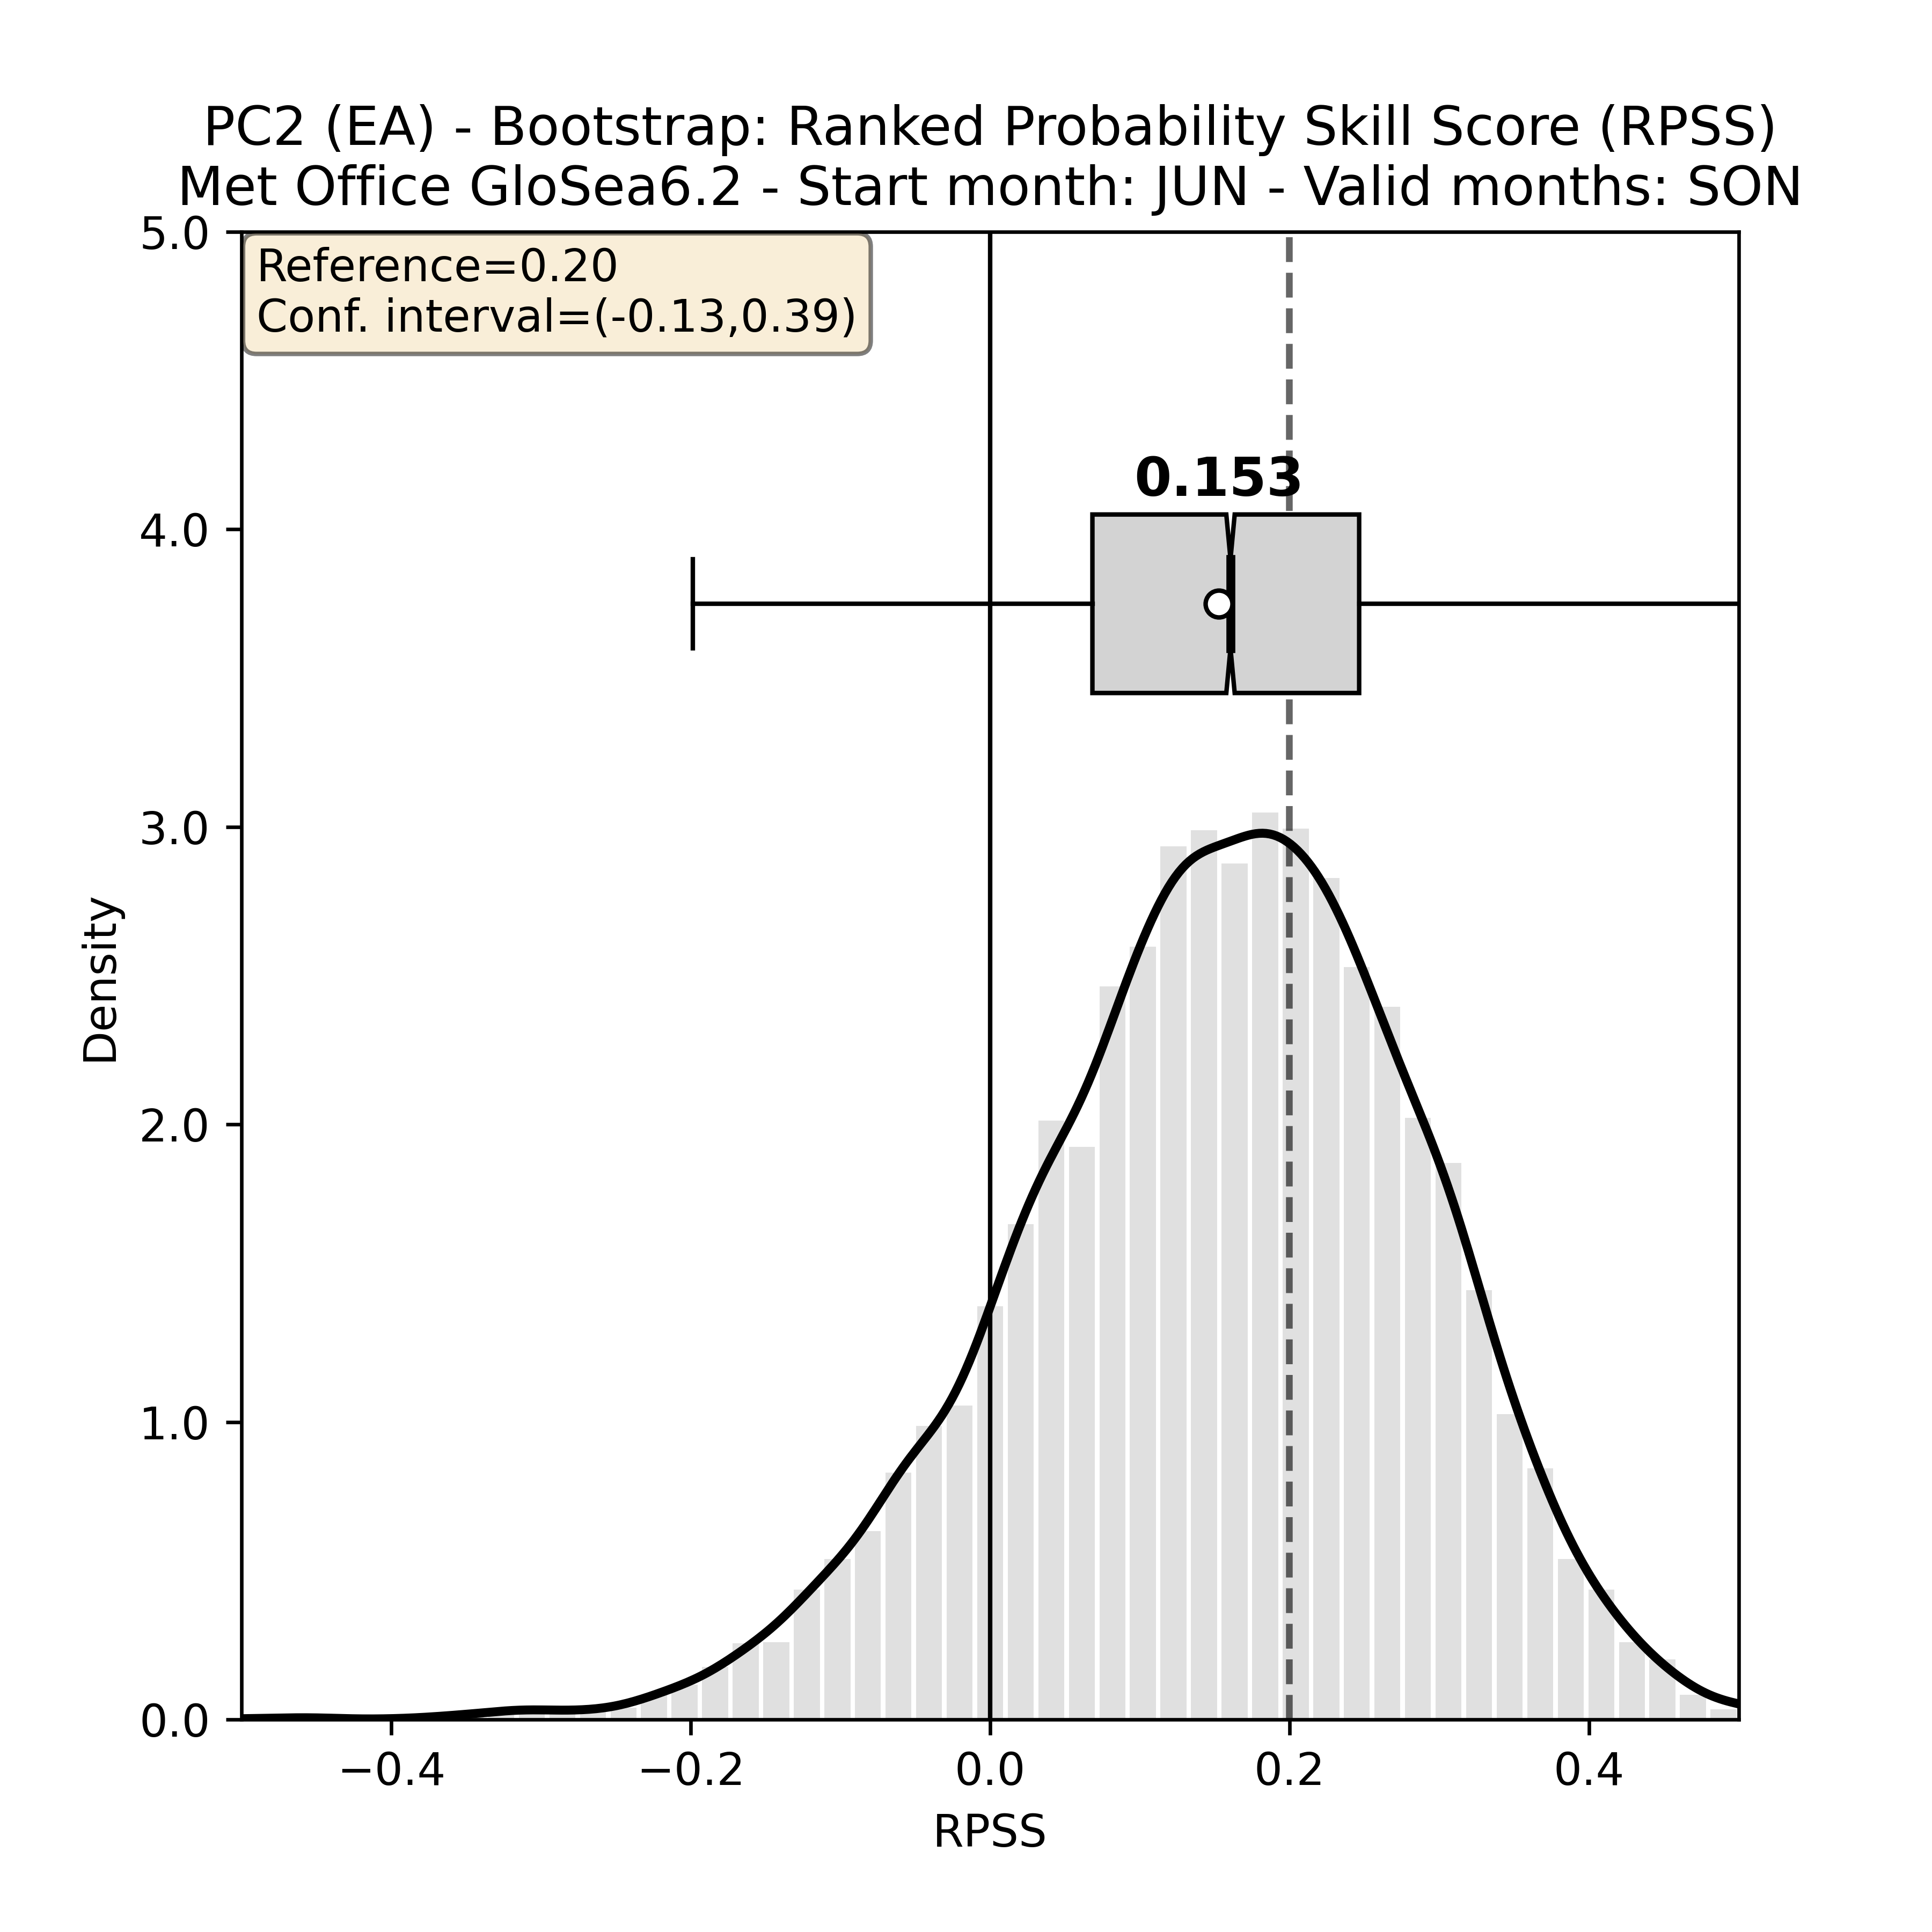 PC2 (EA) - Bootstrap: Ranked Probability Skill Score (RPSS)
Met Office GloSea6.2 - Start month: JUN - Valid months: SON
Reference=0.20
Conf. interval=(-0.13,0.39)
0.153
5.0
4.0
3.0
2.0
1.0
0.0
Density
−0.4
−0.2
0.0
0.2
0.4
RPSS